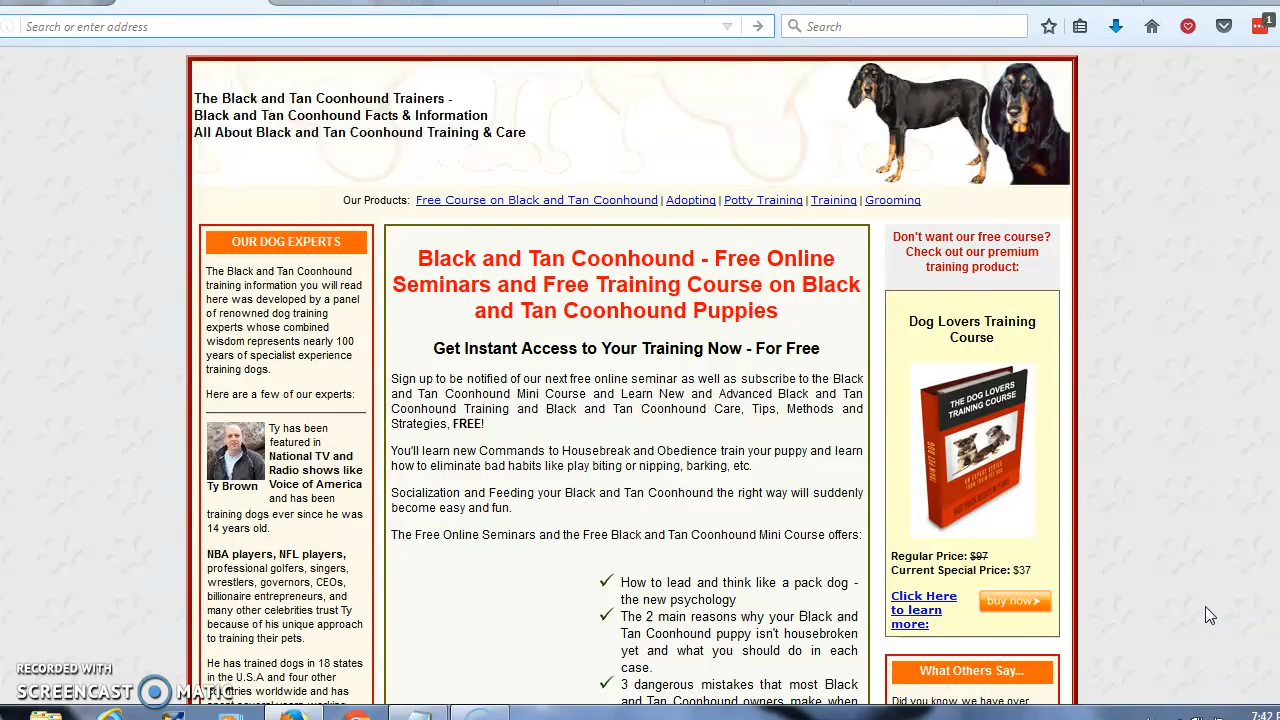 Search or enter address
Search
1
The Black and Tan Coonhound Trainers -
Black and Tan Coonhound Facts & Information
All About Black and Tan Coonhound Training & Care
Our Products: Free Course on Black and Tan Coonhound | Adopting | Potty Training | Training | Grooming
OUR DOG EXPERTS
The Black and Tan Coonhound
training information you will read
here was developed by a panel
of renowned dog training
experts whose combined
wisdom represents nearly 100
years of specialist experience
training dogs.
Here are a few of our experts:
Ty Brown
Ty has been
featured in
National TV and
Radio shows like
Voice of America
and has been
training dogs ever since he was
14 years old.
NBA players, NFL players,
professional golfers, singers,
wrestlers, governors, CEOs,
billionaire entrepreneurs, and
many other celebrities trust Ty
because of his unique approach
to training their pets.
He has trained dogs in 18 states
in the U.S.A and four other
worldwide and has
Black and Tan Coonhound - Free Online
Seminars and Free Training Course on Black
and Tan Coonhound Puppies
Get Instant Access to Your Training Now - For Free
Sign up to be notified of our next free online seminar as well as subscribe to the Black
and Tan Coonhound Mini Course and Learn New and Advanced Black and Tan
Coonhound Training and Black and Tan Coonhound Care, Tips, Methods and
Strategies, FREE!
You'll learn new Commands to Housebreak and Obedience train your puppy and learn
how to eliminate bad habits like play biting or nipping, barking, etc.
Socialization and Feeding your Black and Tan Coonhound the right way will suddenly
become easy and fun.
The Free Online Seminars and the Free Black and Tan Coonhound Mini Course offers:
How to lead and think like a pack dog -
the new psychology
The 2 main reasons why your Black and
Tan Coonhound puppy isn't housebroken
yet and what you should do in each
case.
3 dangerous mistakes that most Black
and Tan Coonhound owners make when
Don't want our free course?
Check out our premium
training product:
Dog Lovers Training
Course
THE DOG LOVERS
TRAINING COURSE
TRAIN PET DOG
Regular Price: $97
Current Special Price: $37
Click Here
to learn
more:
buy now
What Others Say...
Did you know we have over
RECORDED WITH
SCREENCAST MATIC
7:42